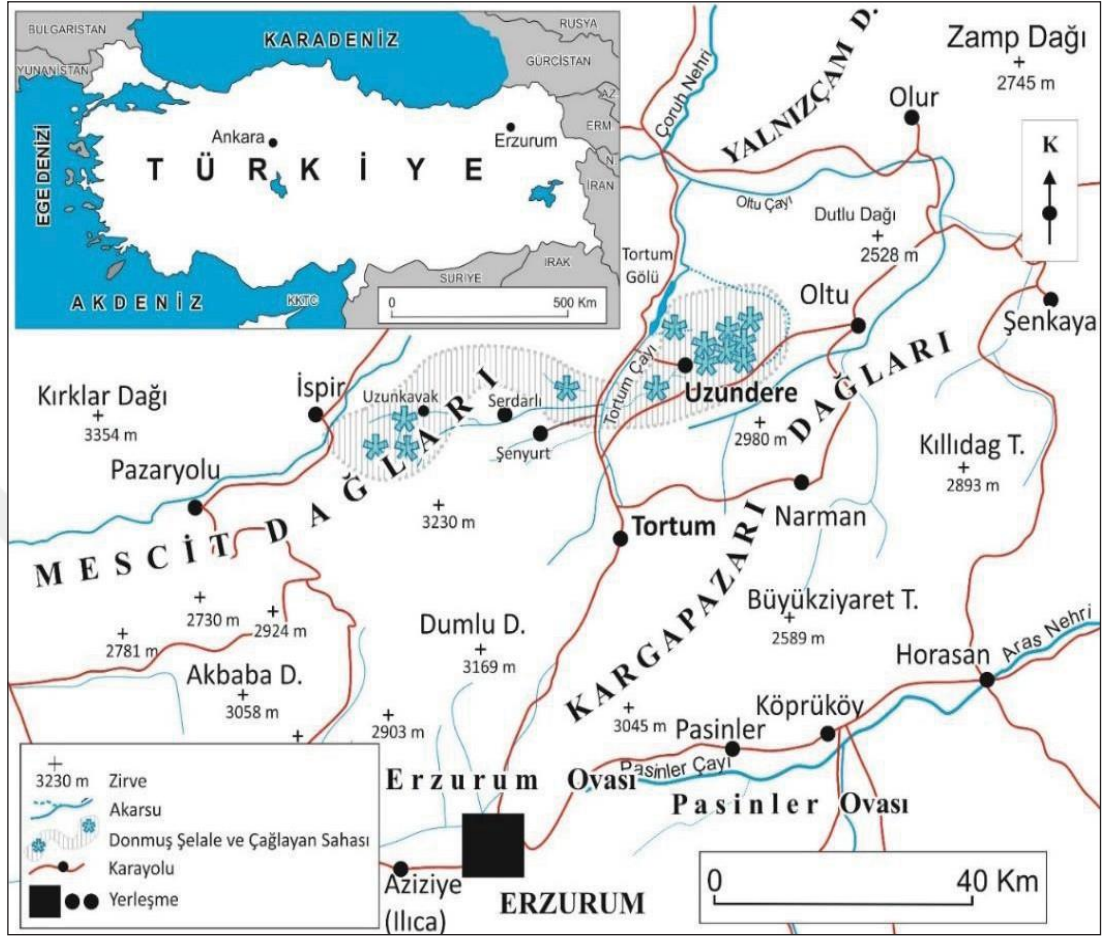 BULGARİSTAN
YUNANİSTAN
KARADENİZ
RUSYA
GÜRCİSTAN
AZ
ERM
N
İRAN
Ankara
Erzurum
TÜRKİYE
EGE DENİZİ
AKDENİZ
KKTC
SURİYE
IRAK
0 500 Km
Zamp Dağı
2745 m
Çoruh Nehri
YALNIZÇAM D.
Olur
K
Oltu Çayı
Dutlu Dağı
2528 m
Tortum
Gölü
Oltu
Şenkaya
Kırklar Dağı
3354 m
İspir
Uzunkavak
Serdarlı
Tortum Çayı
Uzundere
Şenyurt
2980 m
Kıllıdag T.
2893 m
Pazaryolu
3230 m
MESCİT DAĞLARI
Tortum
Narman
KARGAPAZARI DAĞLARI
2730 m
2924 m
2781 m
Dumlu D.
3169 m
Büyükziyaret T.
2589 m
Akbaba D.
3058 m
Horasan
Aras Nehri
2903 m
3045 m
Köprüköy
Pasinler
Erzurum Ovası
Pasinler Çayı
Pasinler Ovası
3230 m Zirve
Akarsu
Donmuş Şelale ve Çağlayan Sahası
Karayolu
Yerleşme
Aziziye
(Ilıca)
ERZURUM
0 40 Km